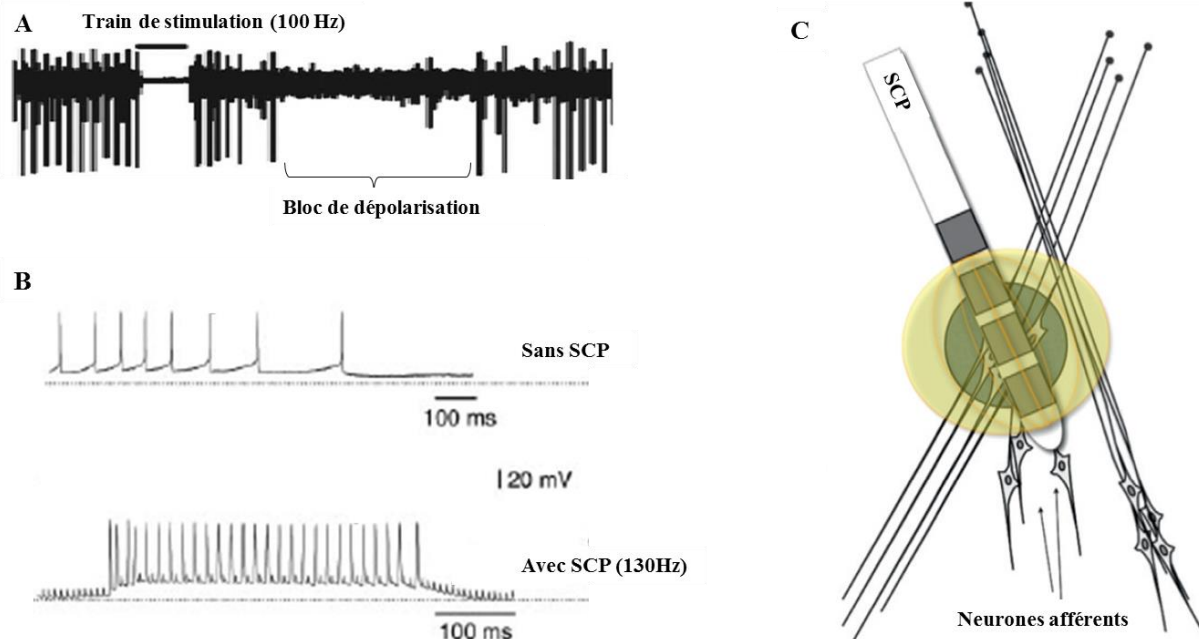 A
Train de stimulation (100 Hz)
Bloc de dépolarisation
B
Sans SCP
100 ms
20 mV
Avec SCP (130Hz)
100 ms
C
SCP
Neurones afférents